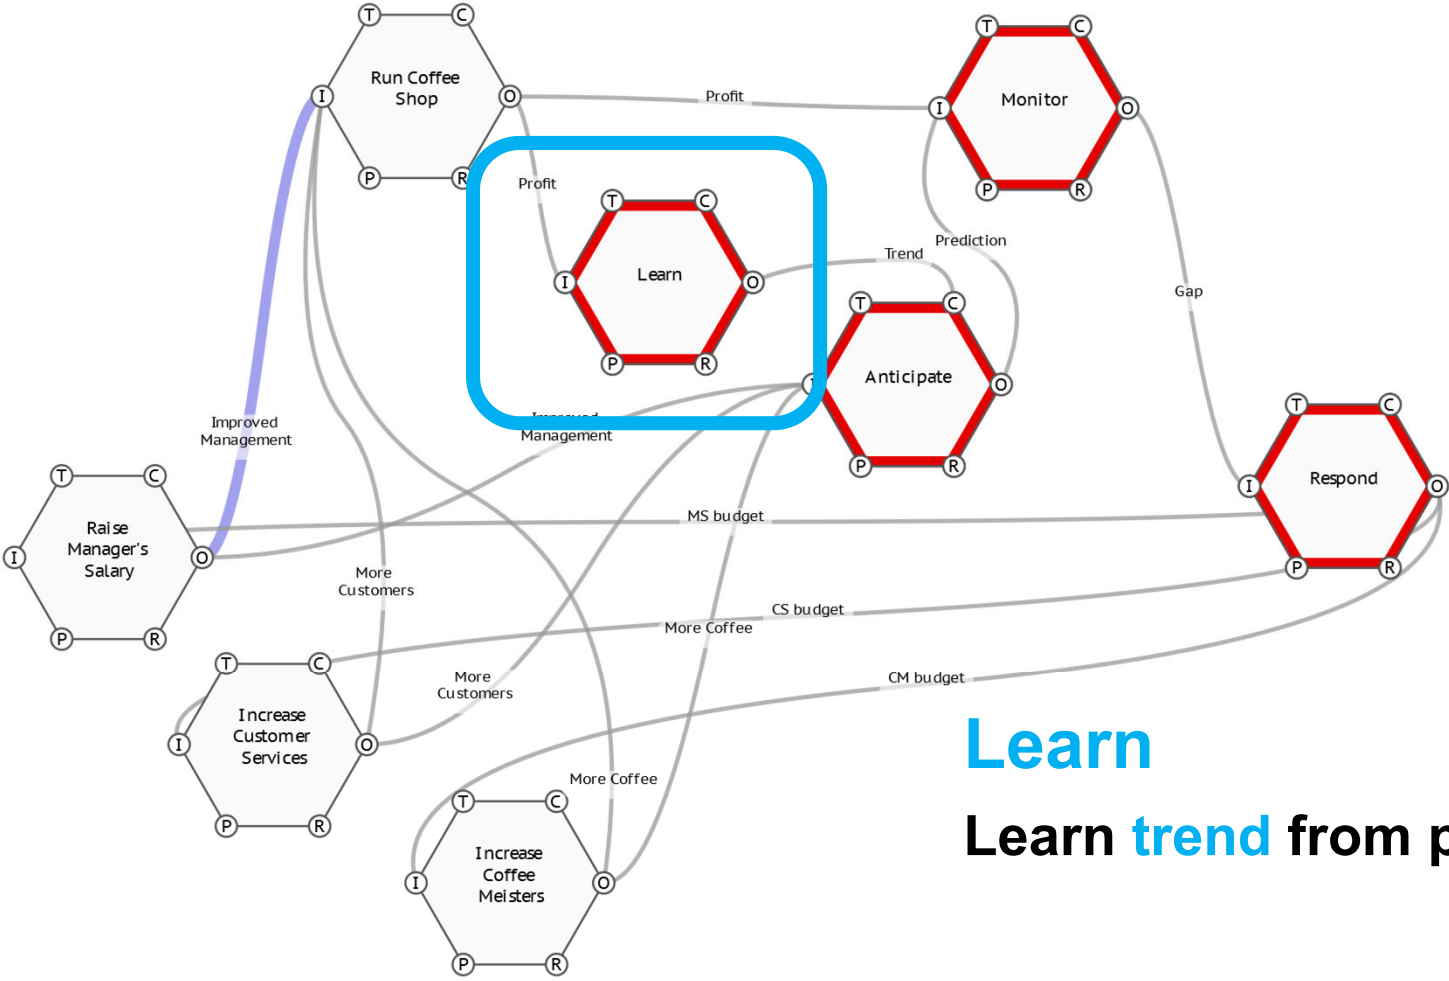 T
C
Run Coffee
Shop
I
O
P
R
Profit
T
C
Monitor
I
O
P
R
Profit
T
C
Learn
I
O
P
R
Trend
Prediction
Gap
T
C
Anticipate
O
P
R
Improved
Management
Improved
Management
T
C
Respond
I
O
P
R
T
C
Raise
Manager's
Salary
I
O
P
R
MS budget
More
Customers
CS budget
More Coffee
More
Customers
CM budget
T
C
Increase
Customer
Services
I
O
P
R
More Coffee
T
C
Increase
Coffee
Meisters
I
O
P
R
Learn
Learn trend from p